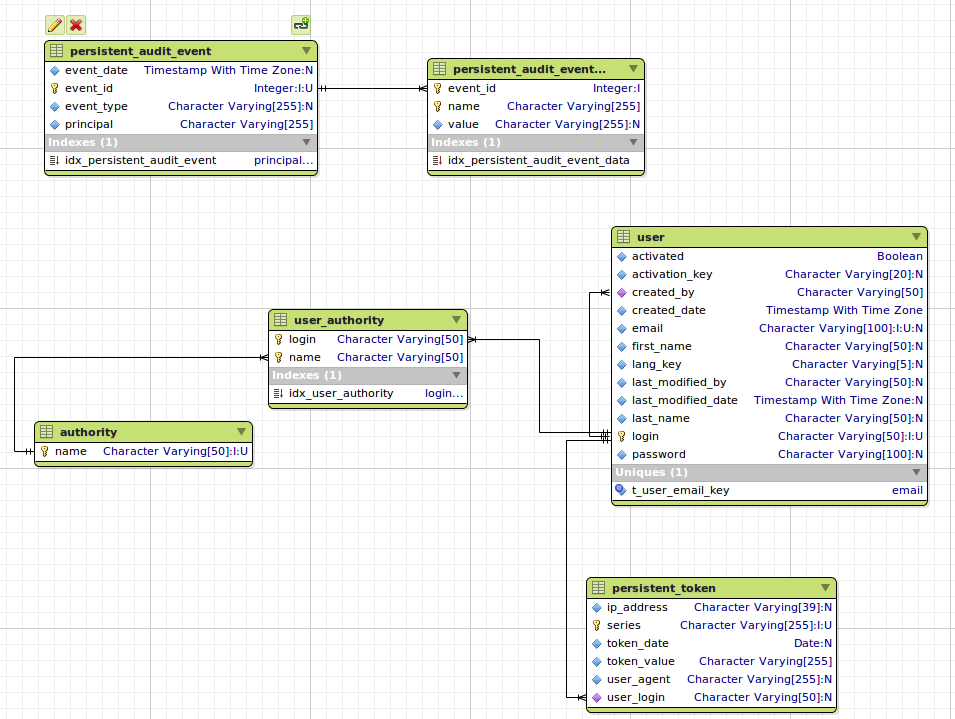 persistent_audit_event
event_date Timestamp With Time Zone:N
event_id Integer:I:U
event_type Character Varying[255]:N
principal Character Varying[255]
Indexes (1)
idx_persistent_audit_event principal...
persistent_audit_event...
event_id Integer:I
name Character Varying[255]
value Character Varying[255]:N
Indexes (1)
idx_persistent_audit_event_data
user
activated Boolean
activation_key Character Varying[20]:N
created_by Character Varying[50]
created_date Timestamp With Time Zone
email Character Varying[100]:I:U:N
first_name Character Varying[50]:N
lang_key Character Varying[5]:N
last_modified_by Character Varying[50]:N
last_modified_date Timestamp With Time Zone:N
last_name Character Varying[50]:N
login Character Varying[50]:I:U
password Character Varying[100]:N
Uniques (1)
t_user_email_key email
user_authority
login Character Varying[50]
name Character Varying[50]
Indexes (1)
idx_user_authority login...
authority
name Character Varying[50]:I:U
persistent_token
ip_address Character Varying[39]:N
series Character Varying[255]:I:U
token_date Date:N
token_value Character Varying[255]
user_agent Character Varying[255]:N
user_login Character Varying[50]:N